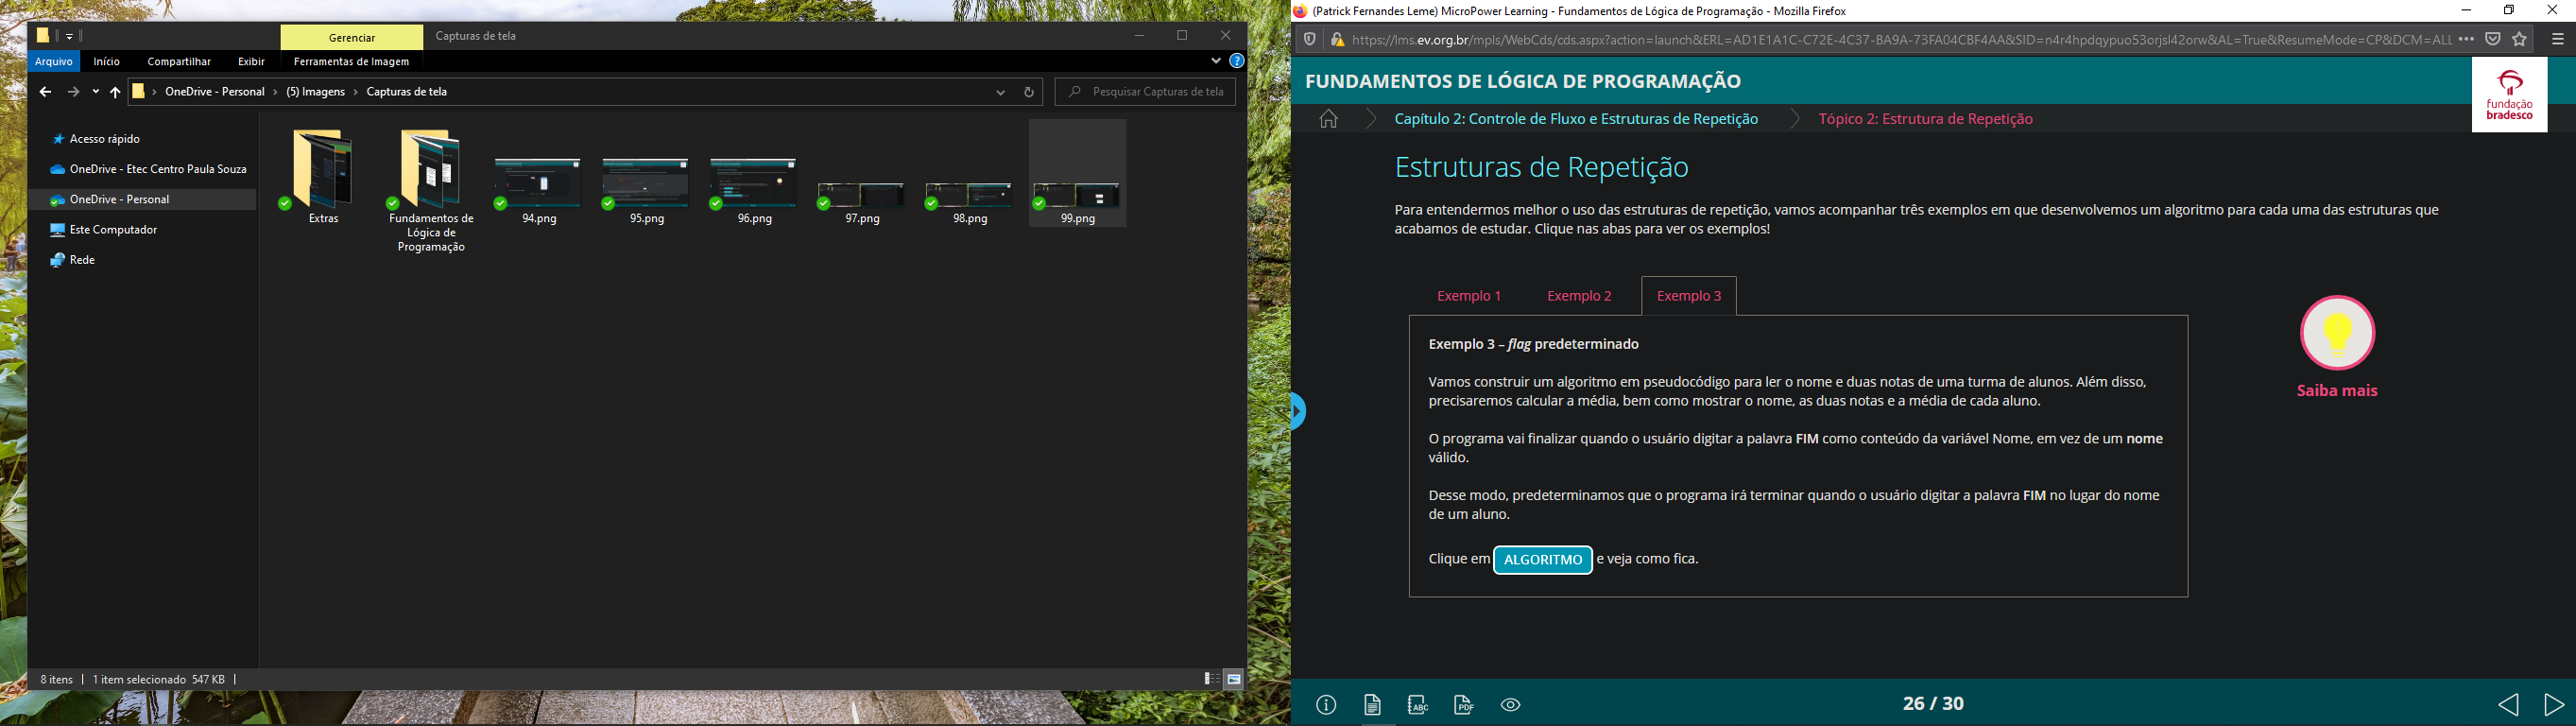 Gerenciar
Capturas de tela
Arquivo
Início
Compartilhar
Exibir
Ferramentas de Imagem
OneDrive - Personal
(5) Imagens
Capturas de tela
Pesquisar Capturas de tela
Acesso rápido
OneDrive - Etec Centro Paula Souza
OneDrive - Personal
Este Computador
Rede
Extras
Fundamentos de
Lógica de
Programação
94.png
95.png
96.png
97.png
98.png
99.png
8 itens
1 item selecionado 547 KB
(Patrick Fernandes Leme) MicroPower Learning - Fundamentos de Lógica de Programação - Mozilla Firefox
https://lms.ev.org.br/mpls/WebCds/cds.aspx?action=launch&ERL=AD1E1A1C-C72E-4C37-BA9A-73FA04CBF4AA&SID=n4r4hpdqypuo53orjsl42orw&AL=True&ResumeMode=CP&DCM=ALL
FUNDAMENTOS DE LÓGICA DE PROGRAMAÇÃO
fundação
bradesco
Capítulo 2: Controle de Fluxo e Estruturas de Repetição
Tópico 2: Estrutura de Repetição
Estruturas de Repetição
Para entendermos melhor o uso das estruturas de repetição, vamos acompanhar três exemplos em que desenvolvemos um algoritmo para cada uma das estruturas que
acabamos de estudar. Clique nas abas para ver os exemplos!
Exemplo 1
Exemplo 2
Exemplo 3
Exemplo 3 – flag predeterminado
Vamos construir um algoritmo em pseudocódigo para ler o nome e duas notas de uma turma de alunos. Além disso,
precisaremos calcular a média, bem como mostrar o nome, as duas notas e a média de cada aluno.
O programa vai finalizar quando o usuário digitar a palavra FIM como conteúdo da variável Nome, em vez de um nome
válido.
Desse modo, predeterminamos que o programa irá terminar quando o usuário digitar a palavra FIM no lugar do nome
de um aluno.
Clique em ALGORITMO e veja como fica.
Saiba mais
ABC
PDF
26 / 30